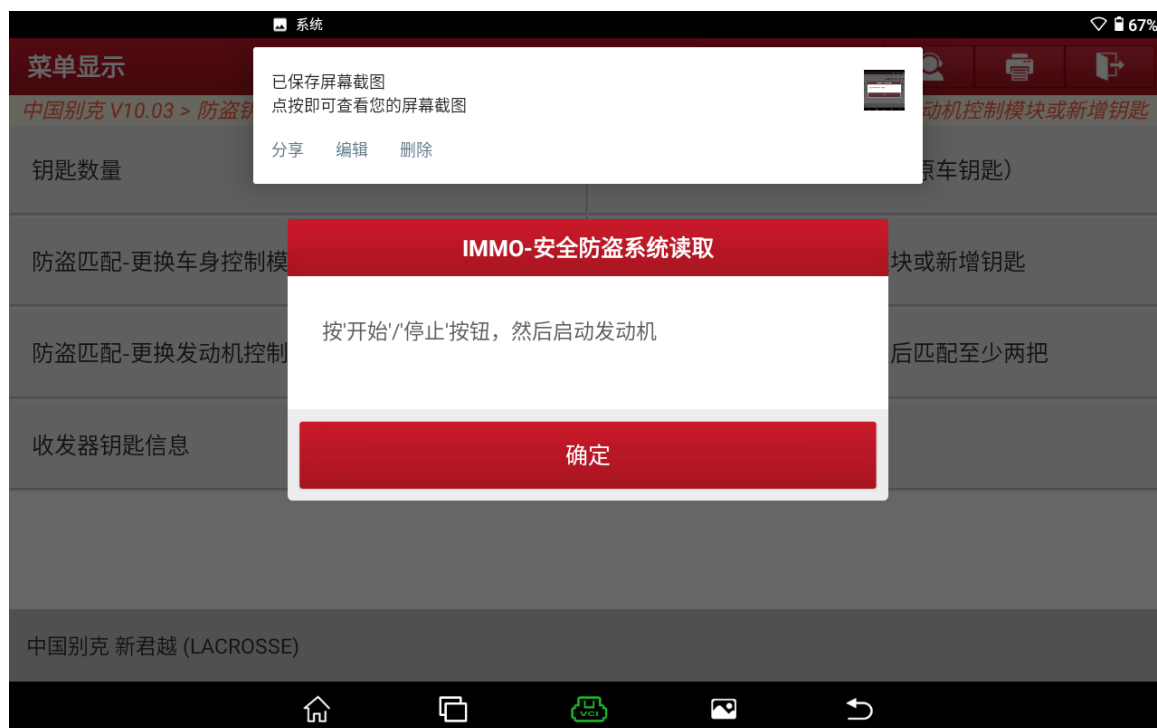 系统
67%
菜单显示
已保存屏幕截图
点按即可查看您的屏幕截图
分享 编辑 删除
中国别克 V10.03 > 防盗
动机控制模块或新增钥匙
钥匙数量
原车钥匙）
IMMO-安全防盗系统读取
防盗匹配-更换车身控制模
块或新增钥匙
按'开始'/'停止'按钮，然后启动发动机
防盗匹配-更换发动机控制
后匹配至少两把
收发器钥匙信息
确定
中国别克 新君越 (LACROSSE)
VCI